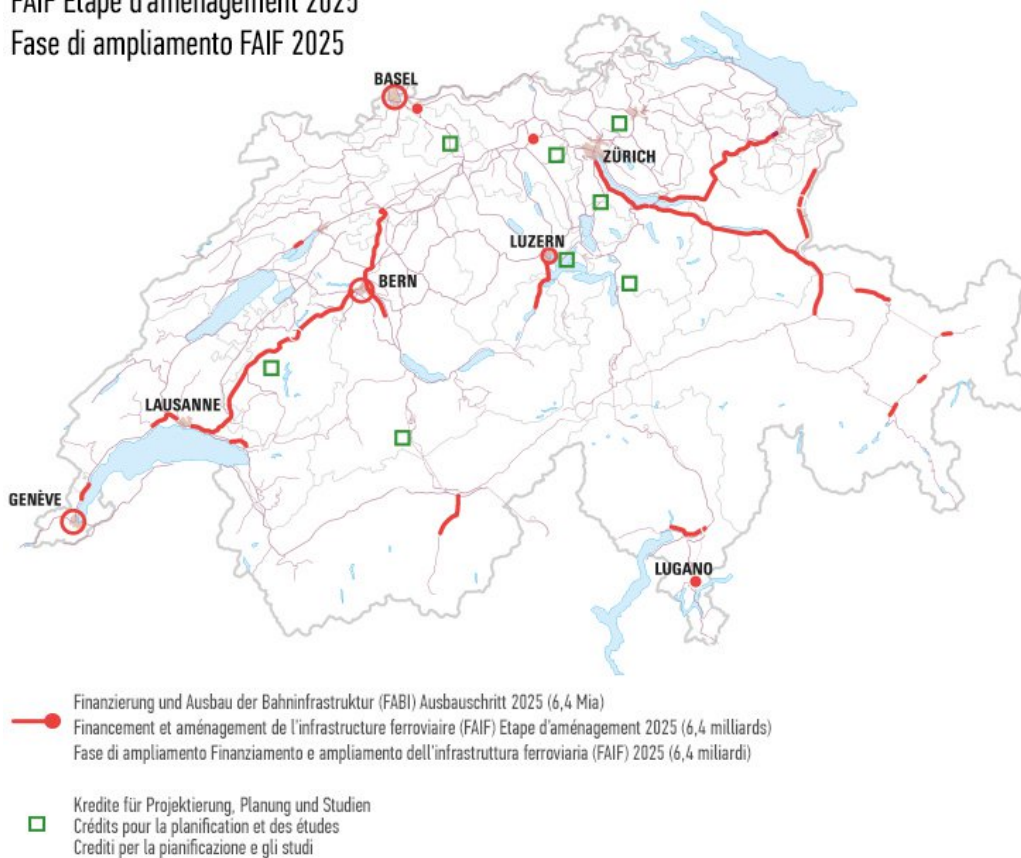 FAIF Etape d'aménagement 2025
Fase di ampliamento FAIF 2025
BASEL
ZÜRICH
LUZERN
BERN
LAUSANNE
GENÈVE
LUGANO
Finanzierung und Ausbau der Bahninfrastruktur (FABI) Ausbauschritt 2025 (6,4 Mia)
Financement et aménagement de l'infrastructure ferroviaire (FAIF) Etape d'aménagement 2025 (6,4 milliards)
Fase di ampliamento Finanziamento e ampliamento dell'infrastruttura ferroviaria (FAIF) 2025 (6,4 miliardi)
Kredite für Projektierung, Planung und Studien
Crédits pour la planification et des études
Crediti per la pianificazione e gli studi